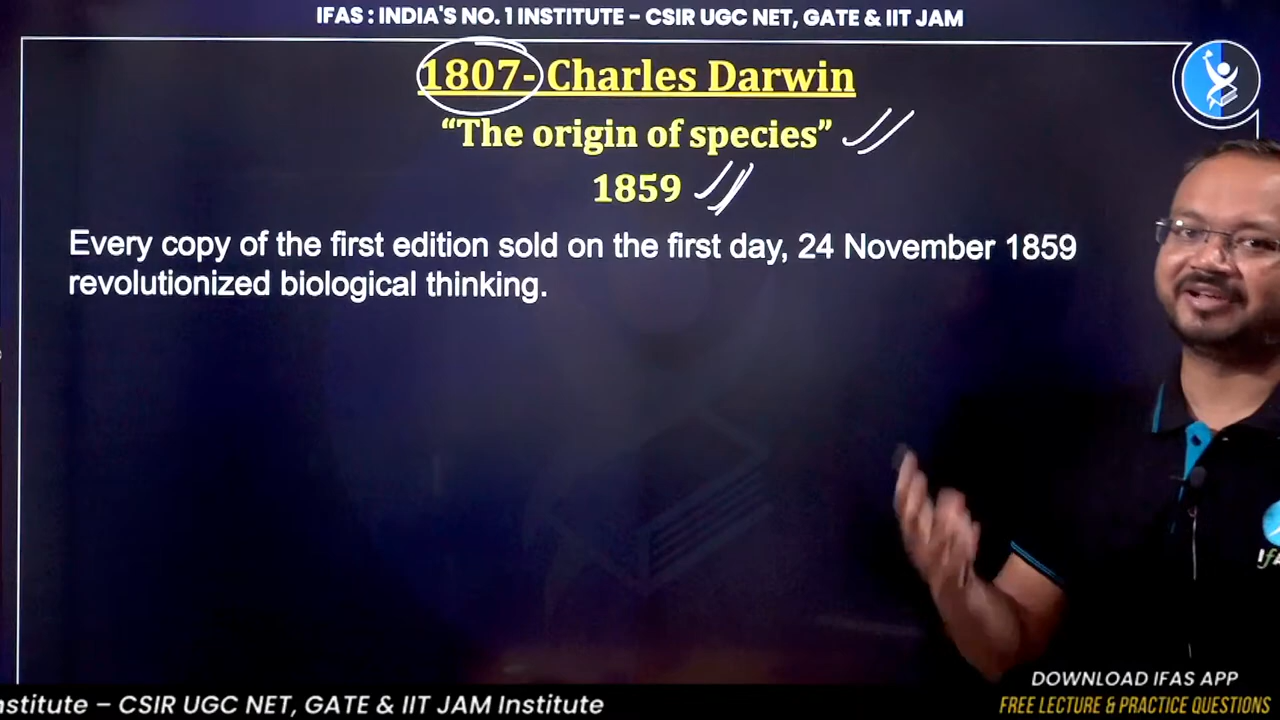 IFAS : INDIA'S NO. 1 INSTITUTE – CSIR UGC NET, GATE & IIT JAM
1807- Charles Darwin
“The origin of species”
1859
Every copy of the first edition sold on the first day, 24 November 1859
revolutionized biological thinking.
DOWNLOAD IFAS APP
nstitute – CSIR UGC NET, GATE & IIT JAM Institute
FREE LECTURE & PRACTICE QUESTIONS